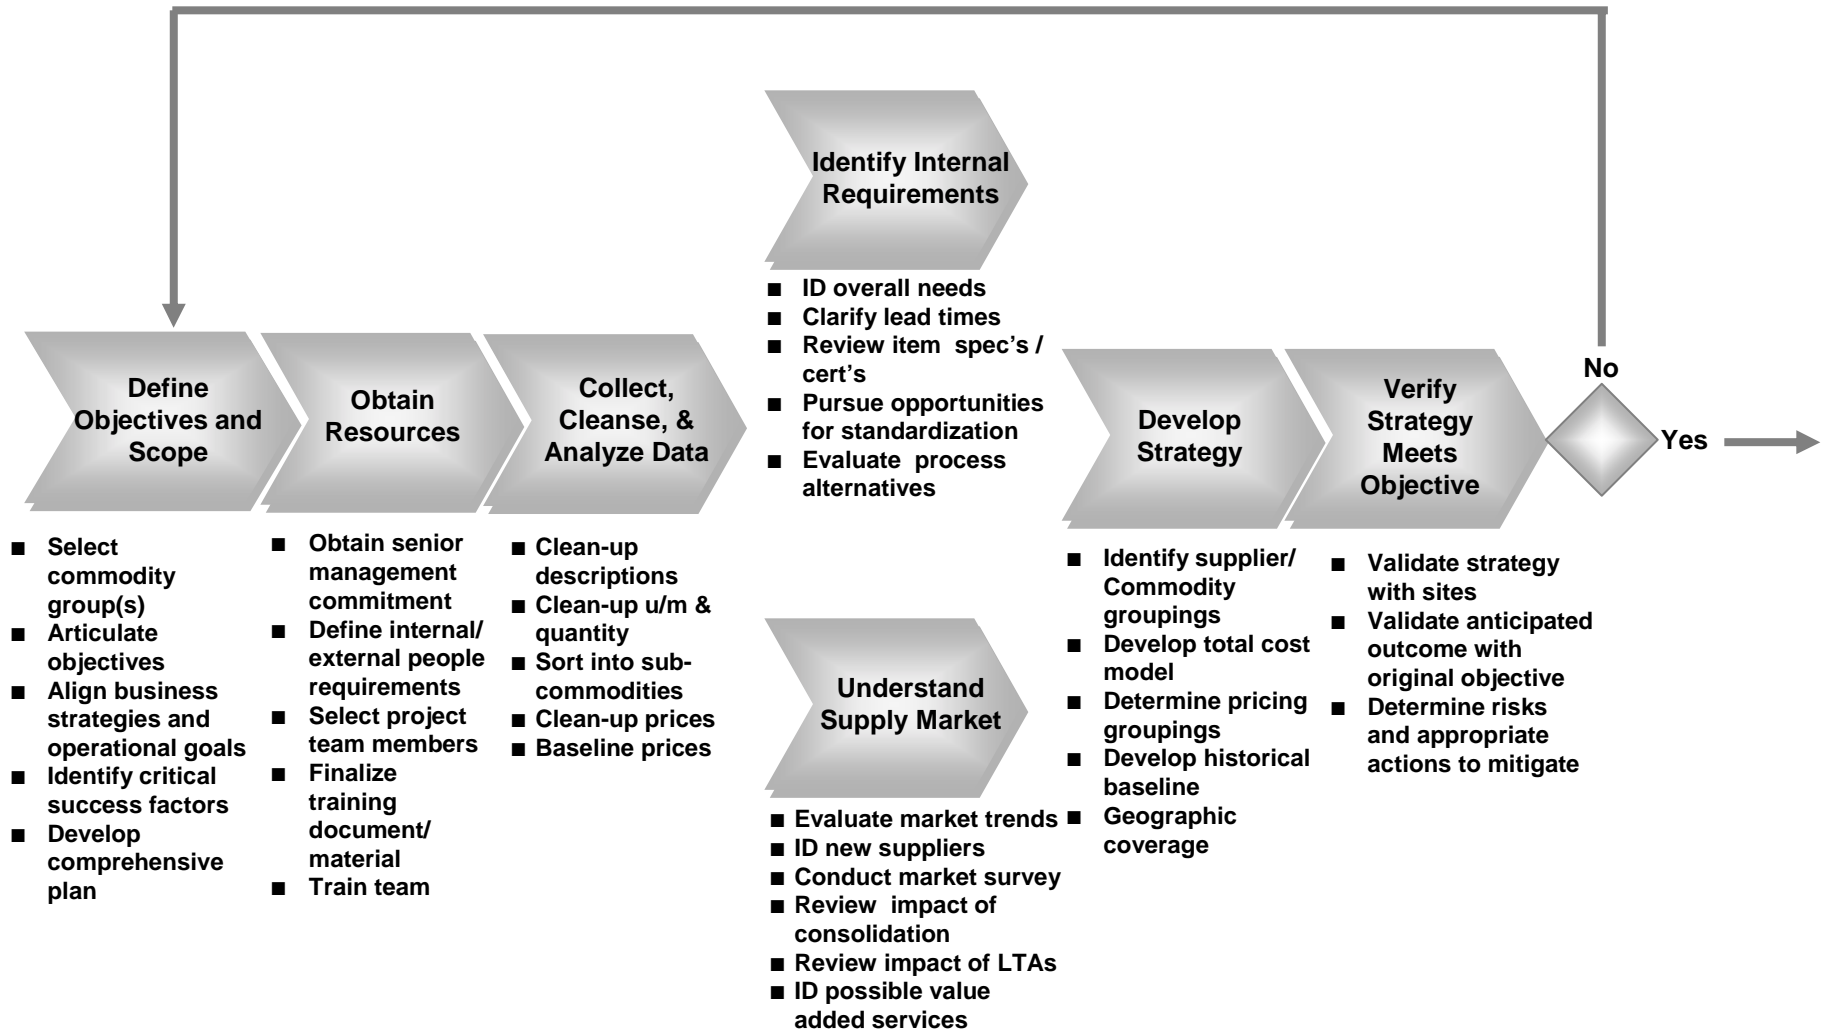 Identify Internal
Requirements
■ ID overall needs
■ Clarify lead times
■ Review item spec's /
cert's
■ Pursue opportunities
for standardization
■ Evaluate process
alternatives
Define
Objectives and
Scope
■ Select
commodity
group(s)
■ Articulate
objectives
■ Align business
strategies and
operational goals
■ Identify critical
success factors
■ Develop
comprehensive
plan
Obtain
Resources
■ Obtain senior
management
commitment
■ Define internal/
external people
requirements
■ Select project
team members
■ Finalize
training
document/
material
■ Train team
Collect,
Cleanse, &
Analyze Data
■ Clean-up
descriptions
■ Clean-up u/m &
quantity
■ Sort into sub-
commodities
■ Clean-up prices
■ Baseline prices
Understand
Supply Market
■ Evaluate market trends
■ ID new suppliers
■ Conduct market survey
■ Review impact of
consolidation
■ Review impact of LTAs
■ ID possible value
added services
Develop
Strategy
■ Identify supplier/
Commodity
groupings
■ Develop total cost
model
■ Determine pricing
groupings
■ Develop historical
baseline
■ Geographic
coverage
Verify
Strategy
Meets
Objective
■ Validate strategy
with sites
■ Validate anticipated
outcome with
original objective
■ Determine risks
and appropriate
actions to mitigate
No
Yes